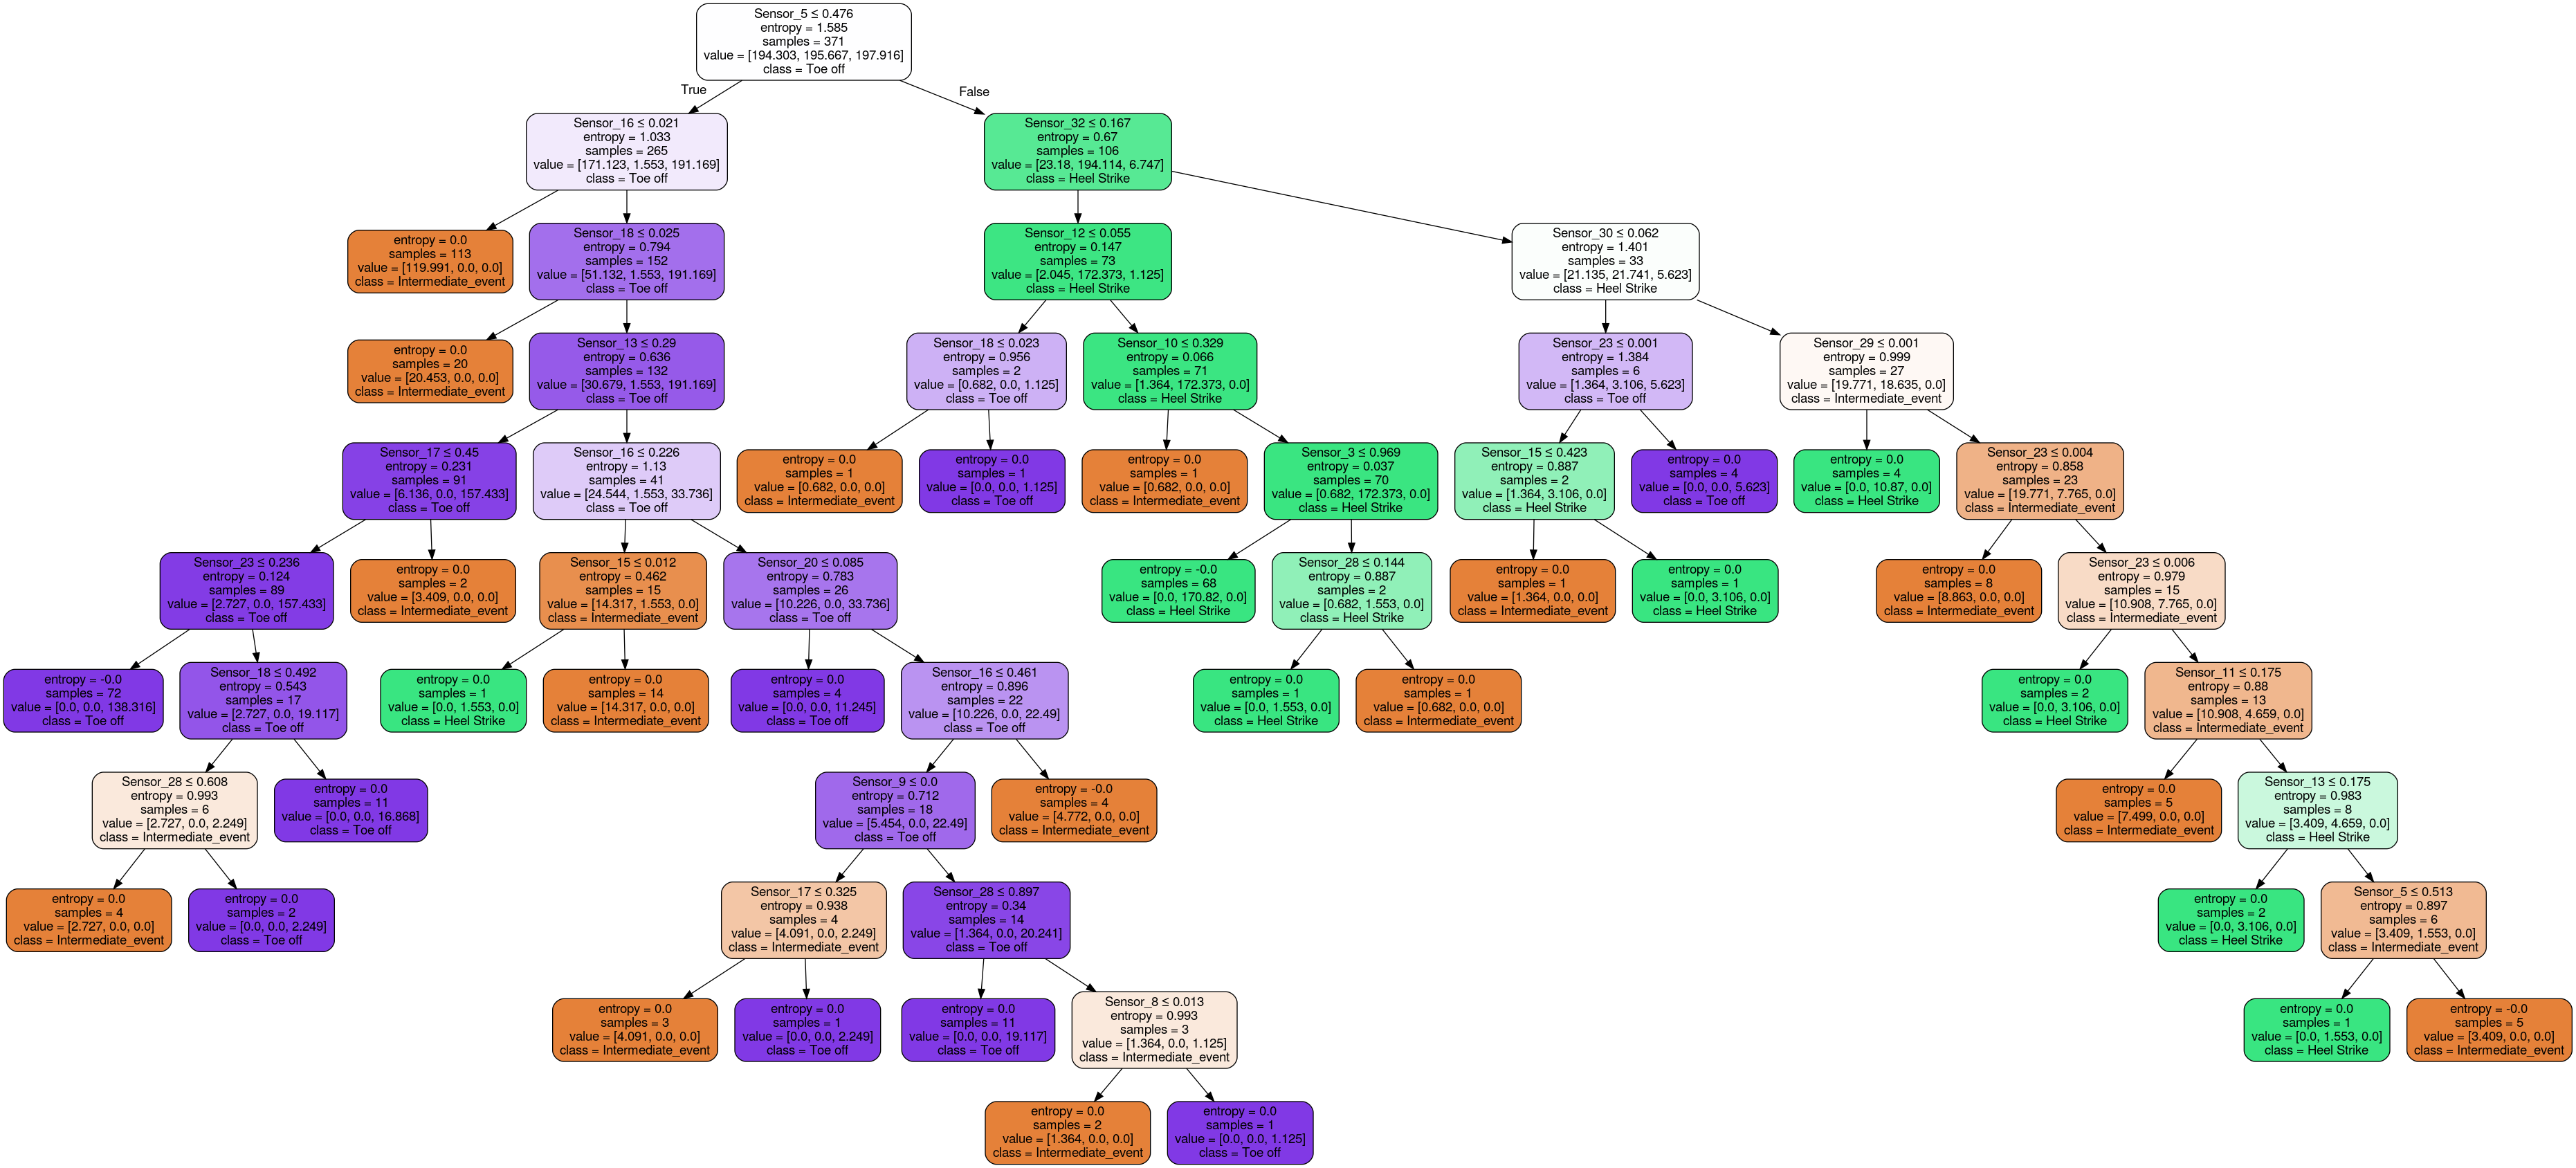 Sensor_5 ≤ 0.476
entropy = 1.585
samples = 371
value = [194.303, 195.667, 197.916]
class = Toe off
True
False
Sensor_16 ≤ 0.021
entropy = 1.033
samples = 265
value = [171.123, 1.553, 191.169]
class = Toe off
Sensor_32 ≤ 0.167
entropy = 0.67
samples = 106
value = [23.18, 194.114, 6.747]
class = Heel Strike
entropy = 0.0
samples = 113
value = [119.991, 0.0, 0.0]
class = Intermediate_event
Sensor_18 ≤ 0.025
entropy = 0.794
samples = 152
value = [51.132, 1.553, 191.169]
class = Toe off
Sensor_12 ≤ 0.055
entropy = 0.147
samples = 73
value = [2.045, 172.373, 1.125]
class = Heel Strike
Sensor_30 ≤ 0.062
entropy = 1.401
samples = 33
value = [21.135, 21.741, 5.623]
class = Heel Strike
entropy = 0.0
samples = 20
value = [20.453, 0.0, 0.0]
class = Intermediate_event
Sensor_13 ≤ 0.29
entropy = 0.636
samples = 132
value = [30.679, 1.553, 191.169]
class = Toe off
Sensor_18 ≤ 0.023
entropy = 0.956
samples = 2
value = [0.682, 0.0, 1.125]
class = Toe off
Sensor_10 ≤ 0.329
entropy = 0.066
samples = 71
value = [1.364, 172.373, 0.0]
class = Heel Strike
Sensor_23 ≤ 0.001
entropy = 1.384
samples = 6
value = [1.364, 3.106, 5.623]
class = Toe off
Sensor_29 ≤ 0.001
entropy = 0.999
samples = 27
value = [19.771, 18.635, 0.0]
class = Intermediate_event
Sensor_17 ≤ 0.45
entropy = 0.231
samples = 91
value = [6.136, 0.0, 157.433]
class = Toe off
Sensor_16 ≤ 0.226
entropy = 1.13
samples = 41
value = [24.544, 1.553, 33.736]
class = Toe off
entropy = 0.0
samples = 1
value = [0.682, 0.0, 0.0]
class = Intermediate_event
entropy = 0.0
samples = 1
value = [0.0, 0.0, 1.125]
class = Toe off
entropy = 0.0
samples = 1
value = [0.682, 0.0, 0.0]
class = Intermediate_event
Sensor_3 ≤ 0.969
entropy = 0.037
samples = 70
value = [0.682, 172.373, 0.0]
class = Heel Strike
Sensor_15 ≤ 0.423
entropy = 0.887
samples = 2
value = [1.364, 3.106, 0.0]
class = Heel Strike
entropy = 0.0
samples = 4
value = [0.0, 0.0, 5.623]
class = Toe off
entropy = 0.0
samples = 4
value = [0.0, 10.87, 0.0]
class = Heel Strike
Sensor_23 ≤ 0.004
entropy = 0.858
samples = 23
value = [19.771, 7.765, 0.0]
class = Intermediate_event
Sensor_23 ≤ 0.236
entropy = 0.124
samples = 89
value = [2.727, 0.0, 157.433]
class = Toe off
entropy = 0.0
samples = 2
value = [3.409, 0.0, 0.0]
class = Intermediate_event
Sensor_15 ≤ 0.012
entropy = 0.462
samples = 15
value = [14.317, 1.553, 0.0]
class = Intermediate_event
Sensor_20 ≤ 0.085
entropy = 0.783
samples = 26
value = [10.226, 0.0, 33.736]
class = Toe off
entropy = -0.0
samples = 68
value = [0.0, 170.82, 0.0]
class = Heel Strike
Sensor_28 ≤ 0.144
entropy = 0.887
samples = 2
value = [0.682, 1.553, 0.0]
class = Heel Strike
entropy = 0.0
samples = 1
value = [1.364, 0.0, 0.0]
class = Intermediate_event
entropy = 0.0
samples = 1
value = [0.0, 3.106, 0.0]
class = Heel Strike
entropy = 0.0
samples = 8
value = [8.863, 0.0, 0.0]
class = Intermediate_event
Sensor_23 ≤ 0.006
entropy = 0.979
samples = 15
value = [10.908, 7.765, 0.0]
class = Intermediate_event
entropy = -0.0
samples = 72
value = [0.0, 0.0, 138.316]
class = Toe off
Sensor_18 ≤ 0.492
entropy = 0.543
samples = 17
value = [2.727, 0.0, 19.117]
class = Toe off
entropy = 0.0
samples = 1
value = [0.0, 1.553, 0.0]
class = Heel Strike
entropy = 0.0
samples = 14
value = [14.317, 0.0, 0.0]
class = Intermediate_event
entropy = 0.0
samples = 4
value = [0.0, 0.0, 11.245]
class = Toe off
Sensor_16 ≤ 0.461
entropy = 0.896
samples = 22
value = [10.226, 0.0, 22.49]
class = Toe off
entropy = 0.0
samples = 1
value = [0.0, 1.553, 0.0]
class = Heel Strike
entropy = 0.0
samples = 1
value = [0.682, 0.0, 0.0]
class = Intermediate_event
entropy = 0.0
samples = 2
value = [0.0, 3.106, 0.0]
class = Heel Strike
Sensor_11 ≤ 0.175
entropy = 0.88
samples = 13
value = [10.908, 4.659, 0.0]
class = Intermediate_event
Sensor_28 ≤ 0.608
entropy = 0.993
samples = 6
value = [2.727, 0.0, 2.249]
class = Intermediate_event
entropy = 0.0
samples = 11
value = [0.0, 0.0, 16.868]
class = Toe off
Sensor_9 ≤ 0.0
entropy = 0.712
samples = 18
value = [5.454, 0.0, 22.49]
class = Toe off
entropy = -0.0
samples = 4
value = [4.772, 0.0, 0.0]
class = Intermediate_event
entropy = 0.0
samples = 5
value = [7.499, 0.0, 0.0]
class = Intermediate_event
Sensor_13 ≤ 0.175
entropy = 0.983
samples = 8
value = [3.409, 4.659, 0.0]
class = Heel Strike
entropy = 0.0
samples = 4
value = [2.727, 0.0, 0.0]
class = Intermediate_event
entropy = 0.0
samples = 2
value = [0.0, 0.0, 2.249]
class = Toe off
Sensor_17 ≤ 0.325
entropy = 0.938
samples = 4
value = [4.091, 0.0, 2.249]
class = Intermediate_event
Sensor_28 ≤ 0.897
entropy = 0.34
samples = 14
value = [1.364, 0.0, 20.241]
class = Toe off
entropy = 0.0
samples = 2
value = [0.0, 3.106, 0.0]
class = Heel Strike
Sensor_5 ≤ 0.513
entropy = 0.897
samples = 6
value = [3.409, 1.553, 0.0]
class = Intermediate_event
entropy = 0.0
samples = 3
value = [4.091, 0.0, 0.0]
class = Intermediate_event
entropy = 0.0
samples = 1
value = [0.0, 0.0, 2.249]
class = Toe off
entropy = 0.0
samples = 11
value = [0.0, 0.0, 19.117]
class = Toe off
Sensor_8 ≤ 0.013
entropy = 0.993
samples = 3
value = [1.364, 0.0, 1.125]
class = Intermediate_event
entropy = 0.0
samples = 1
value = [0.0, 1.553, 0.0]
class = Heel Strike
entropy = -0.0
samples = 5
value = [3.409, 0.0, 0.0]
class = Intermediate_event
entropy = 0.0
samples = 2
value = [1.364, 0.0, 0.0]
class = Intermediate_event
entropy = 0.0
samples = 1
value = [0.0, 0.0, 1.125]
class = Toe off